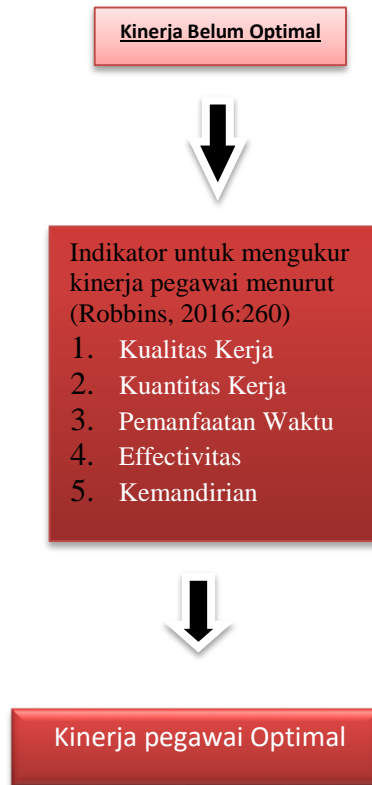 Kinerja Belum Optimal
Indikator untuk mengukur
kinerja pegawai menurut
(Robbins, 2016:260)
1. Kualitas Kerja
2. Kuantitas Kerja
3. Pemanfaatan Waktu
4. Effectivitas
5. Kemandirian
Kinerja pegawai Optimal